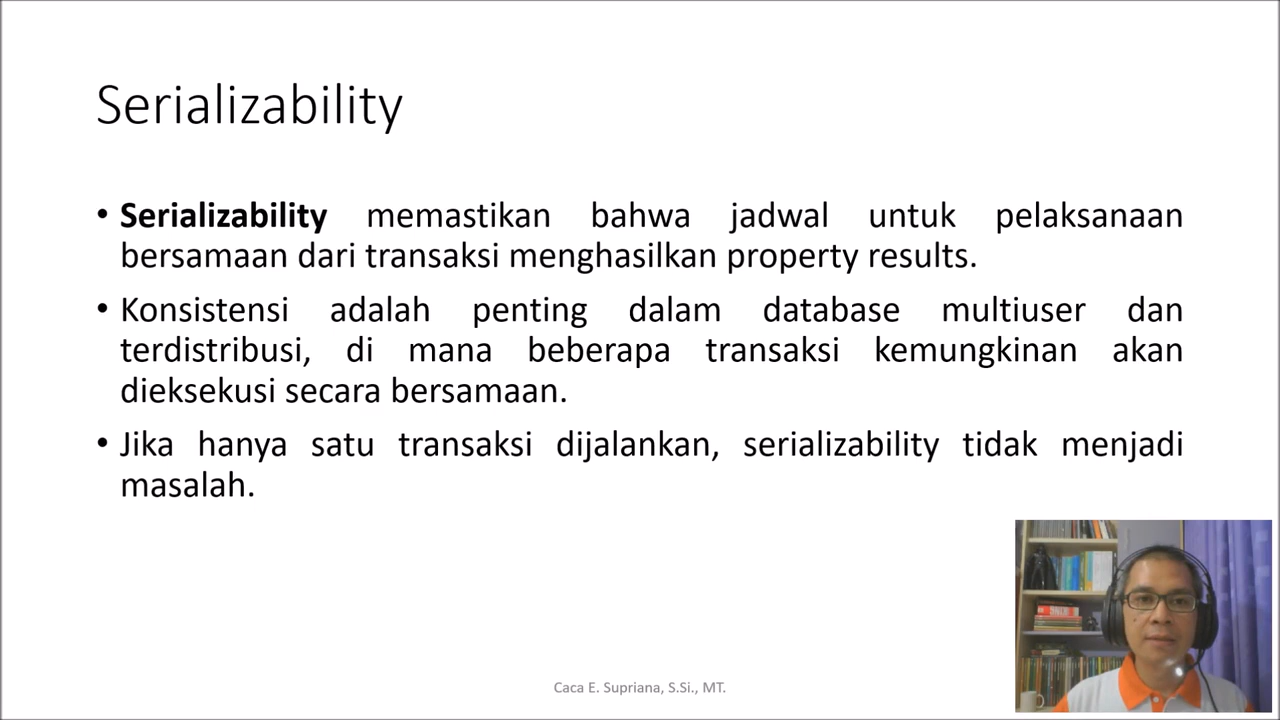 Serializability
• Serializability memastikan bahwa jadwal untuk pelaksanaan
bersamaan dari transaksi menghasilkan property results.
• Konsistensi adalah penting dalam database multiuser dan
terdistribusi, di mana beberapa transaksi kemungkinan akan
dieksekusi secara bersamaan.
• Jika hanya satu transaksi dijalankan, serializability tidak menjadi
masalah.
Caca E. Supriana, S.Si., MT.